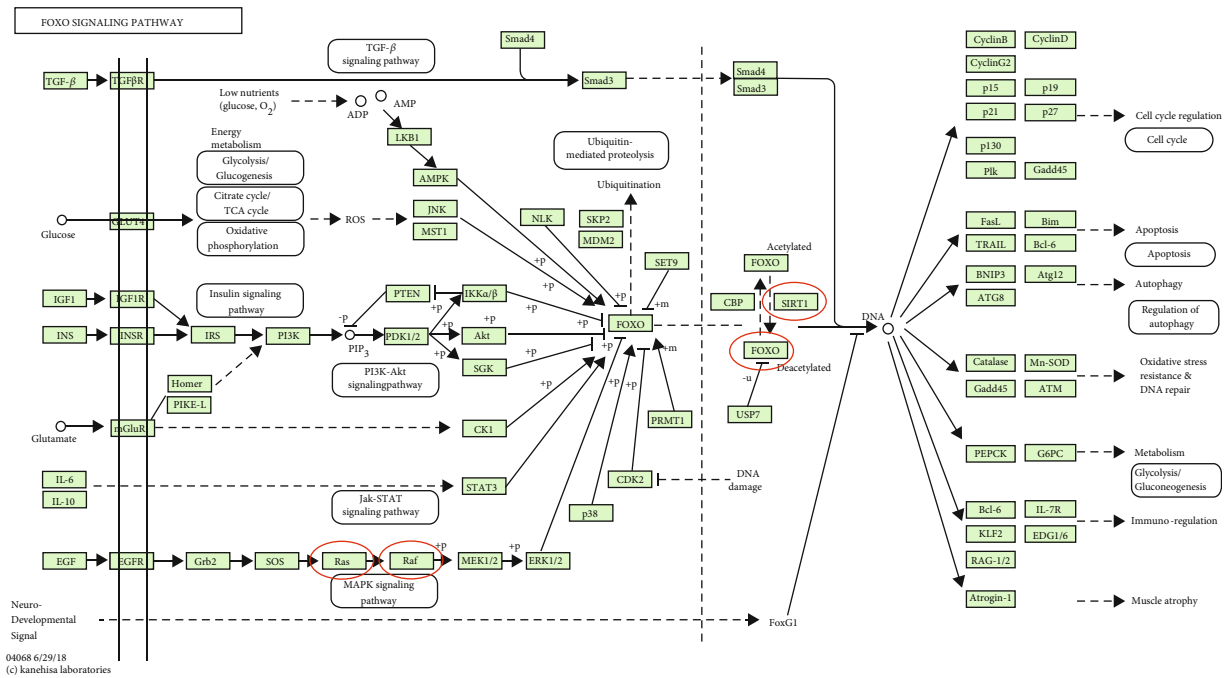 FOXO SIGNALING PATHWAY
TGF-β
signaling pathway
Smad4
TGF-β
TGFβR
Smad3
Smad4
Smad3
Low nutrients
(glucose, O2)
ADP
AMP
LKB1
AMPK
Energy
metabolism
Glycolysis/
Glucogenesis
Citrate cycle/
TCA cycle
Oxidative
phosphorylation
Glucose
GLUT4
ROS
JNK
MST1
+p
+p
NLK
Ubiquitin-
mediated proteolysis
Ubiquitination
SKP2
MDM2
SET9
+p
+m
Acetylated
FOXO
CBP
SIRT1
FOXO
Deacetylated
-u
USP7
DNA
IGF1
IGF1R
Insulin signaling
pathway
INS
INSR
IRS
PI3K
-p
PIP3
PTEN
PDK1/2
IKKα/β
+p
+p
+p
+p
Akt
SGK
+p
+p
+p
+p
FOXO
PI3K-Akt
signalingpathway
Homer
PIKE-L
Glutamate
mGluR
CK1
+p
+p
+p
+p
+m
PRMT1
IL-6
IL-10
STAT3
Jak-STAT
signaling pathway
CDK2
DNA
damage
p38
EGF
EGFR
Grb2
SOS
Ras
Raf
+p
MEK1/2
+p
ERK1/2
MAPK signaling
pathway
Neuro-
Developmental
Signal
FoxG1
CyclinB
CyclinD
CyclinG2
p15
p19
p21
p27
Cell cycle regulation
Cell cycle
p130
Plk
Gadd45
FasL
Bim
Apoptosis
TRAIL
Bcl-6
Apoptosis
BNIP3
Atg12
Autophagy
ATG8
Regulation of
autophagy
Catalase
Mn-SOD
Gadd45
ATM
Oxidative stress
resistance &
DNA repair
PEPCK
G6PC
Metabolism
Glycolysis/
Gluconeogenesis
Bcl-6
IL-7R
Immuno-regulation
KLF2
EDG1/6
RAG-1/2
Atrogin-1
Muscle atrophy
04068 6/29/18
(c) kanehisa laboratories